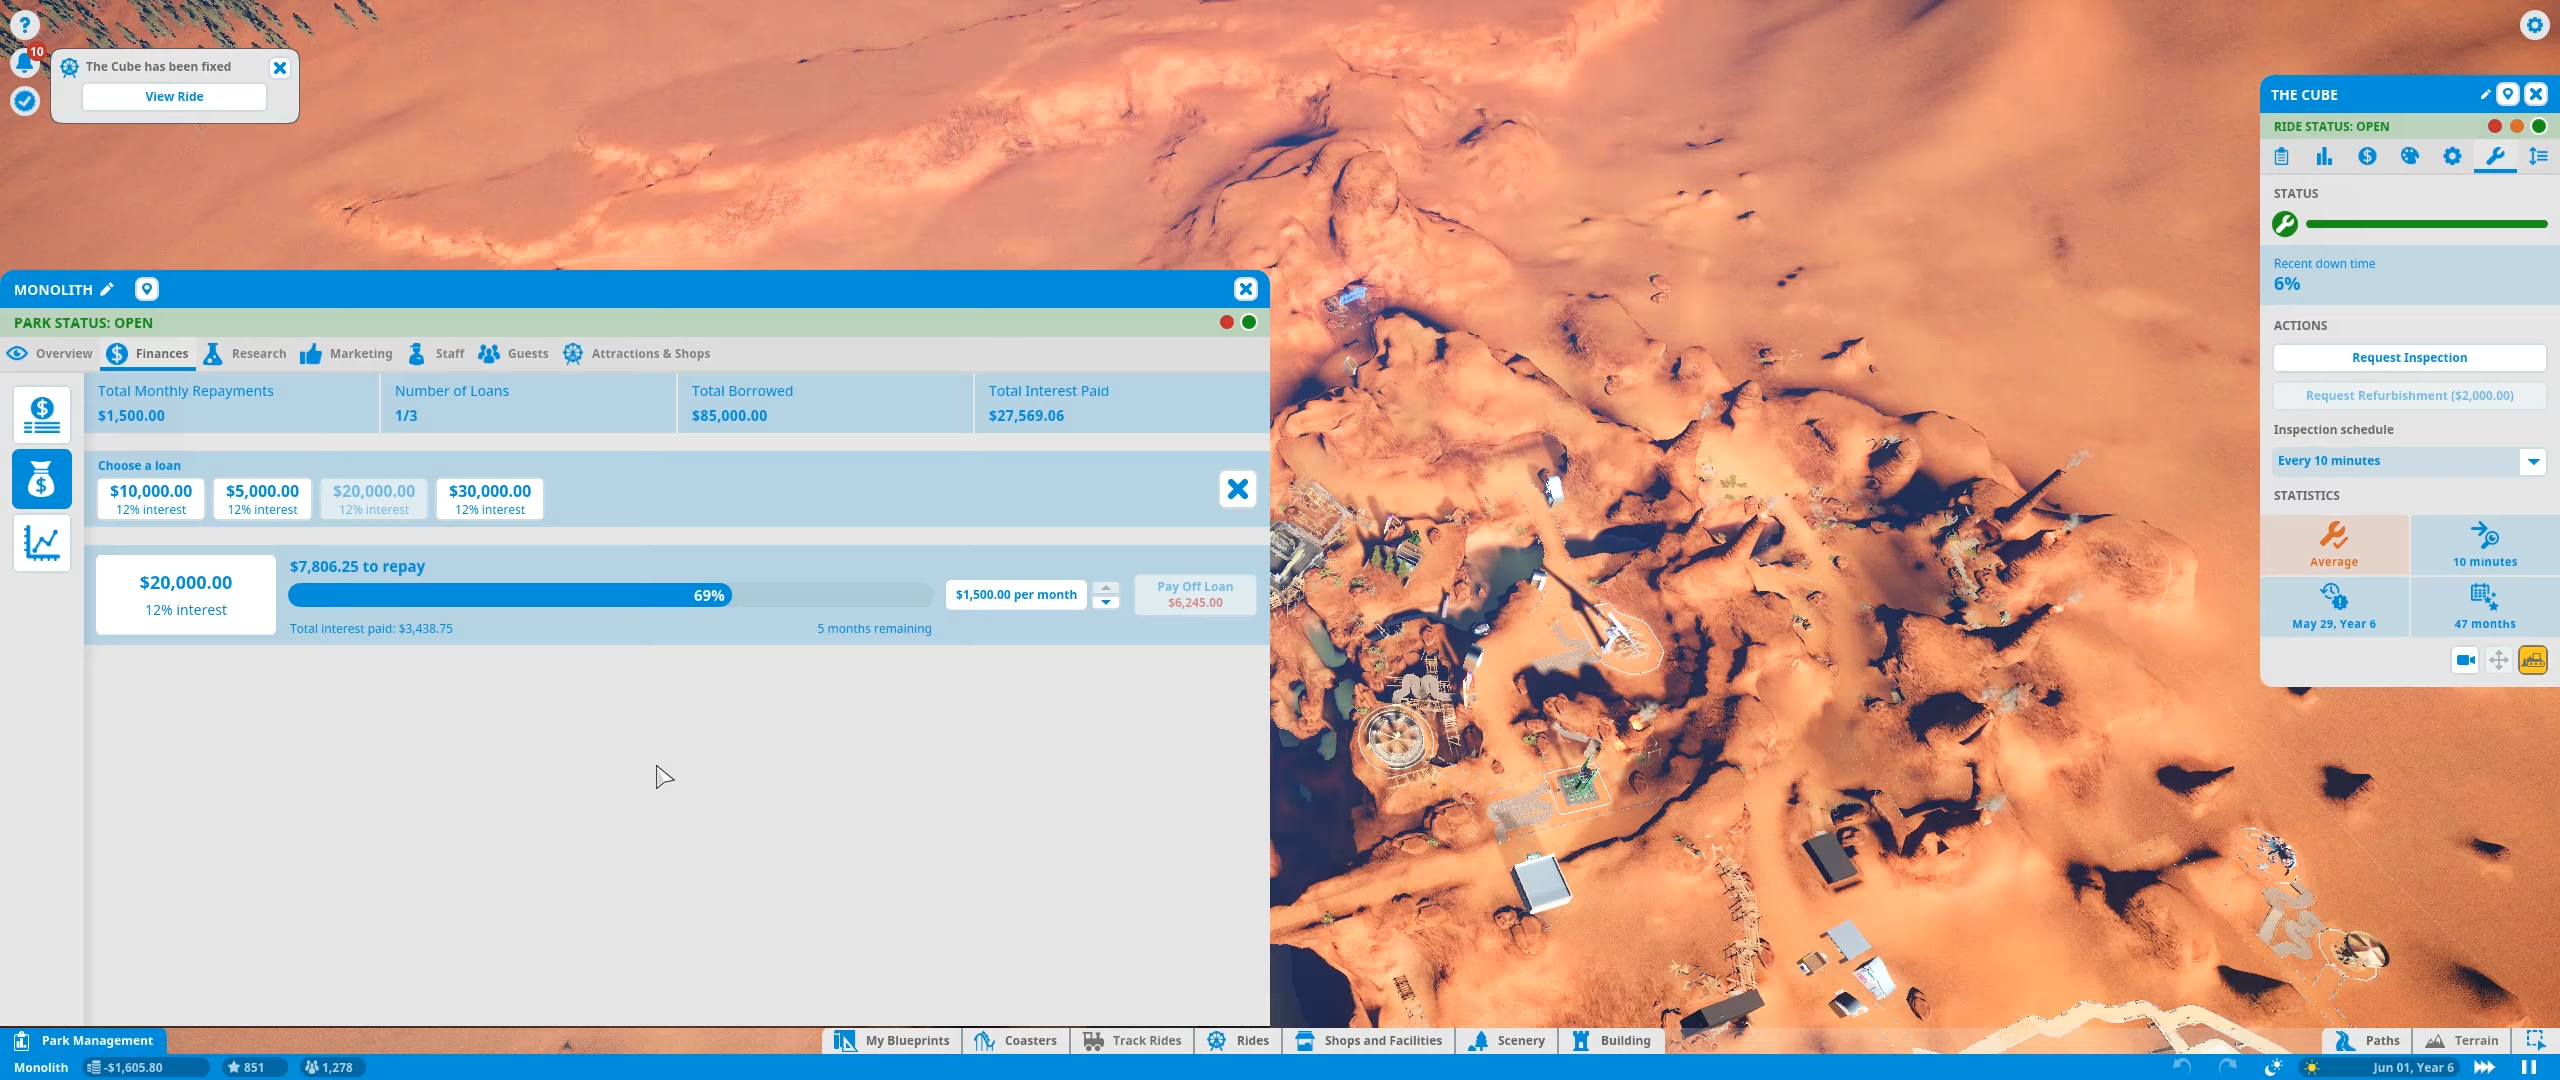 ?
10
The Cube has been fixed
View Ride
MONOLITH
PARK STATUS: OPEN
Overview
Finances
Research
Marketing
Staff
Guests
Attractions & Shops
Total Monthly Repayments
$1,500.00
Number of Loans
1/3
Total Borrowed
$85,000.00
Total Interest Paid
$27,569.06
Choose a loan
$10,000.00
12% interest
$5,000.00
12% interest
$20,000.00
12% interest
$30,000.00
12% interest
$20,000.00
12% interest
$7,806.25 to repay
69%
Total interest paid: $3,438.75
5 months remaining
$1,500.00 per month
Pay Off Loan
$6,245.00
THE CUBE
RIDE STATUS: OPEN
STATUS
Recent down time
6%
ACTIONS
Request Inspection
Request Refurbishment ($2,000.00)
Inspection schedule
Every 10 minutes
STATISTICS
Average
10 minutes
May 29, Year 6
47 months
Park Management
My Blueprints
Coasters
Track Rides
Rides
Shops and Facilities
Scenery
Building
Paths
Terrain
Monolith
-$1,605.80
851
1,278
Jun 01, Year 6